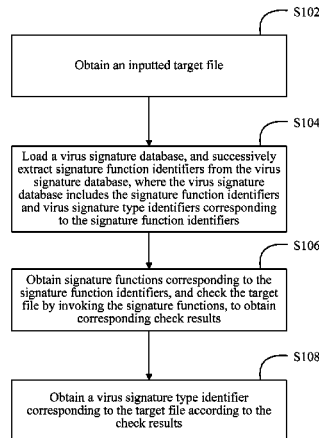 S102
Obtain an inputted target file
S104
Load a virus signature database, and successively
extract signature function identifiers from the virus
signature database, where the virus signature
database includes the signature function identifiers
and virus signature type identifiers corresponding
to the signature function identifiers
S106
Obtain signature functions corresponding to the
signature function identifiers, and check the target
file by invoking the signature functions, to obtain
corresponding check results
S108
Obtain a virus signature type identifier
corresponding to the target file according to the
check results